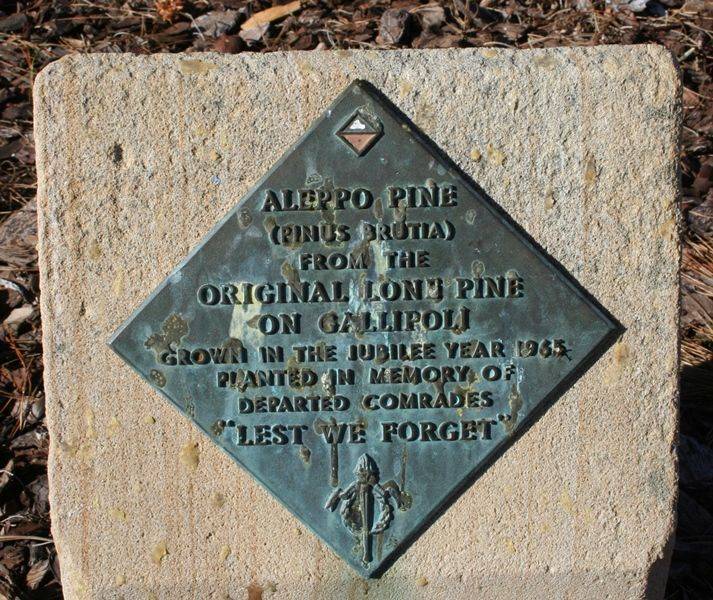 ALEPPO PINE
(PINUS BRUTIA)
FROM THE
ORIGINAL LONE PINE
ON GALLIPOLI
GROWN IN THE JUBILEE YEAR 1965
PLANTED IN MEMORY OF
DEPARTED COMRADES
"LEST WE FORGET"